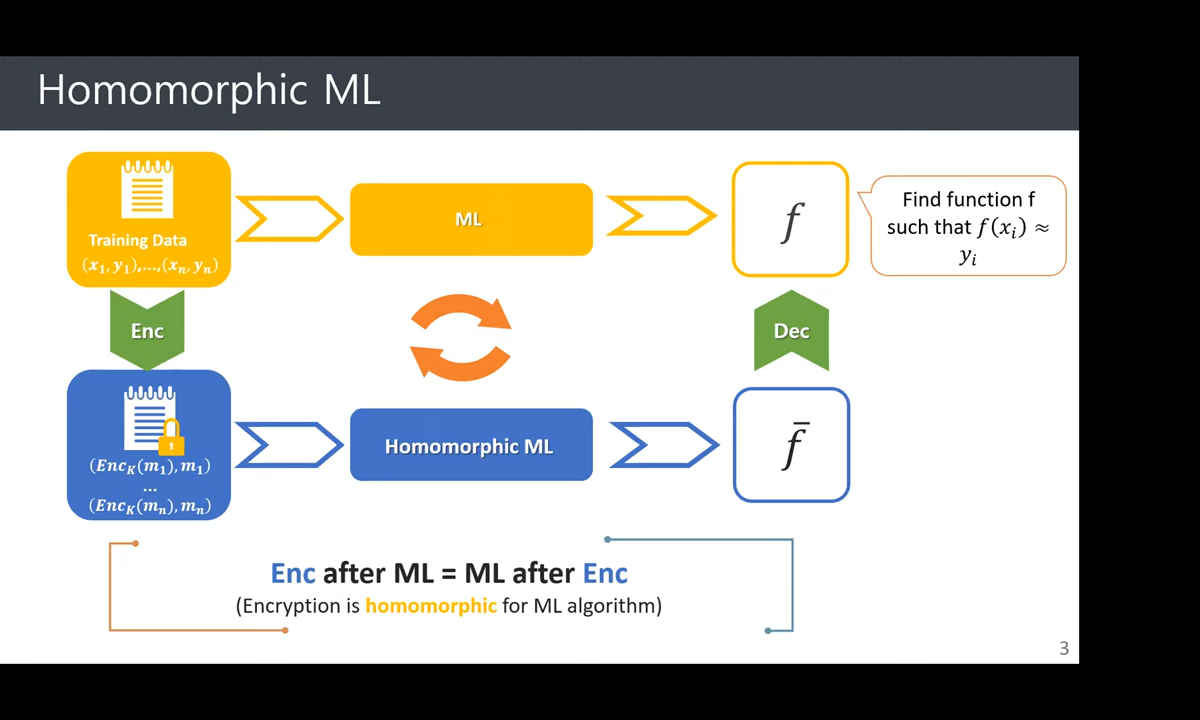 Homomorphic ML
Training Data
(x₁, y₁),...,(xₙ, yₙ)
ML
f
Find function f
such that f(xᵢ) ≈
yᵢ
Enc
Dec
(Enc_K(m₁), m₁)
...
(Enc_K(mₙ), mₙ)
Homomorphic ML
f̄
Enc after ML = ML after Enc
(Encryption is homomorphic for ML algorithm)
3